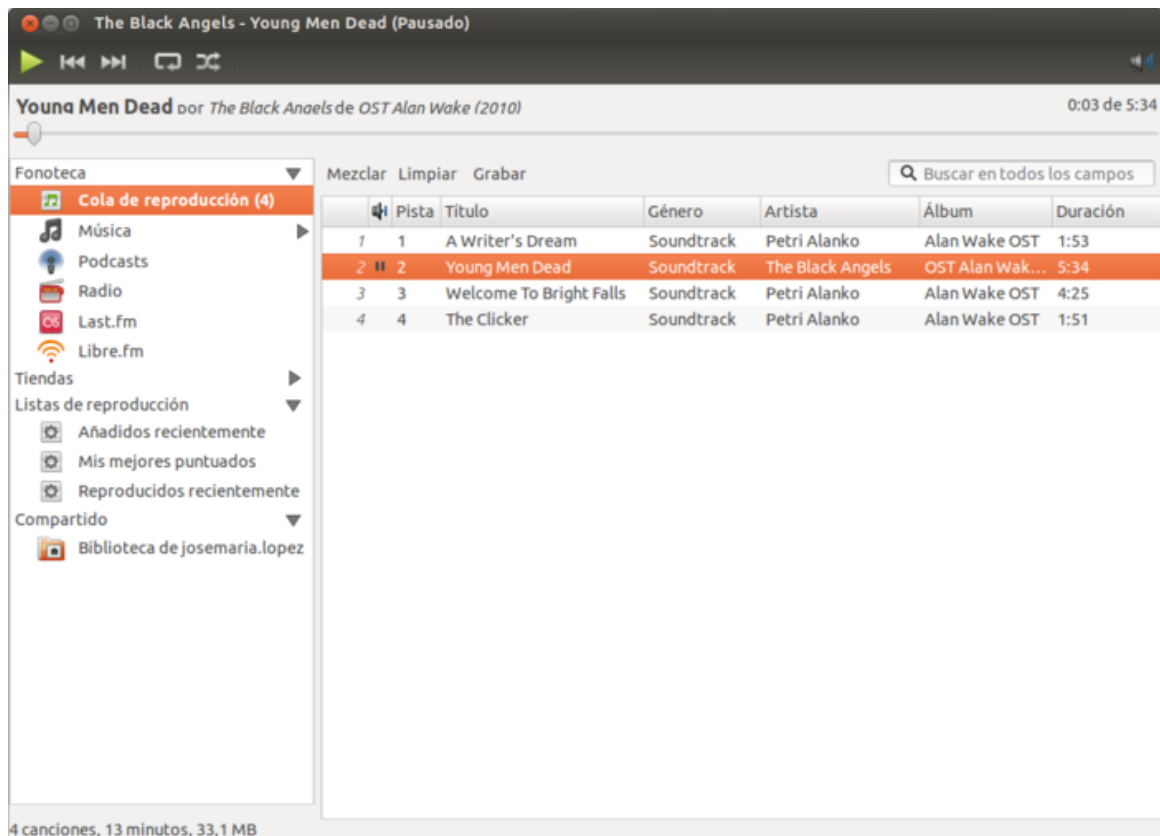 The Black Angels - Young Men Dead (Pausado)
Young Men Dead por The Black Angels de OST Alan Wake (2010)
0:03 de 5:34
Fonoteca
Cola de reproducción (4)
Música
Podcasts
Radio
Last.fm
Libre.fm
Tiendas
Listas de reproducción
Añadidos recientemente
Mis mejores puntuados
Reproducidos recientemente
Compartido
Biblioteca de josemaria.lopez
Mezclar Limpiar Grabar
Buscar en todos los campos
Pista Título Género Artista Álbum Duración
1 1 A Writer's Dream Soundtrack Petri Alanko Alan Wake OST 1:53
2 2 Young Men Dead Soundtrack The Black Angels OST Alan Wak... 5:34
3 3 Welcome To Bright Falls Soundtrack Petri Alanko Alan Wake OST 4:25
4 4 The Clicker Soundtrack Petri Alanko Alan Wake OST 1:51
4 canciones, 13 minutos, 33,1 MB